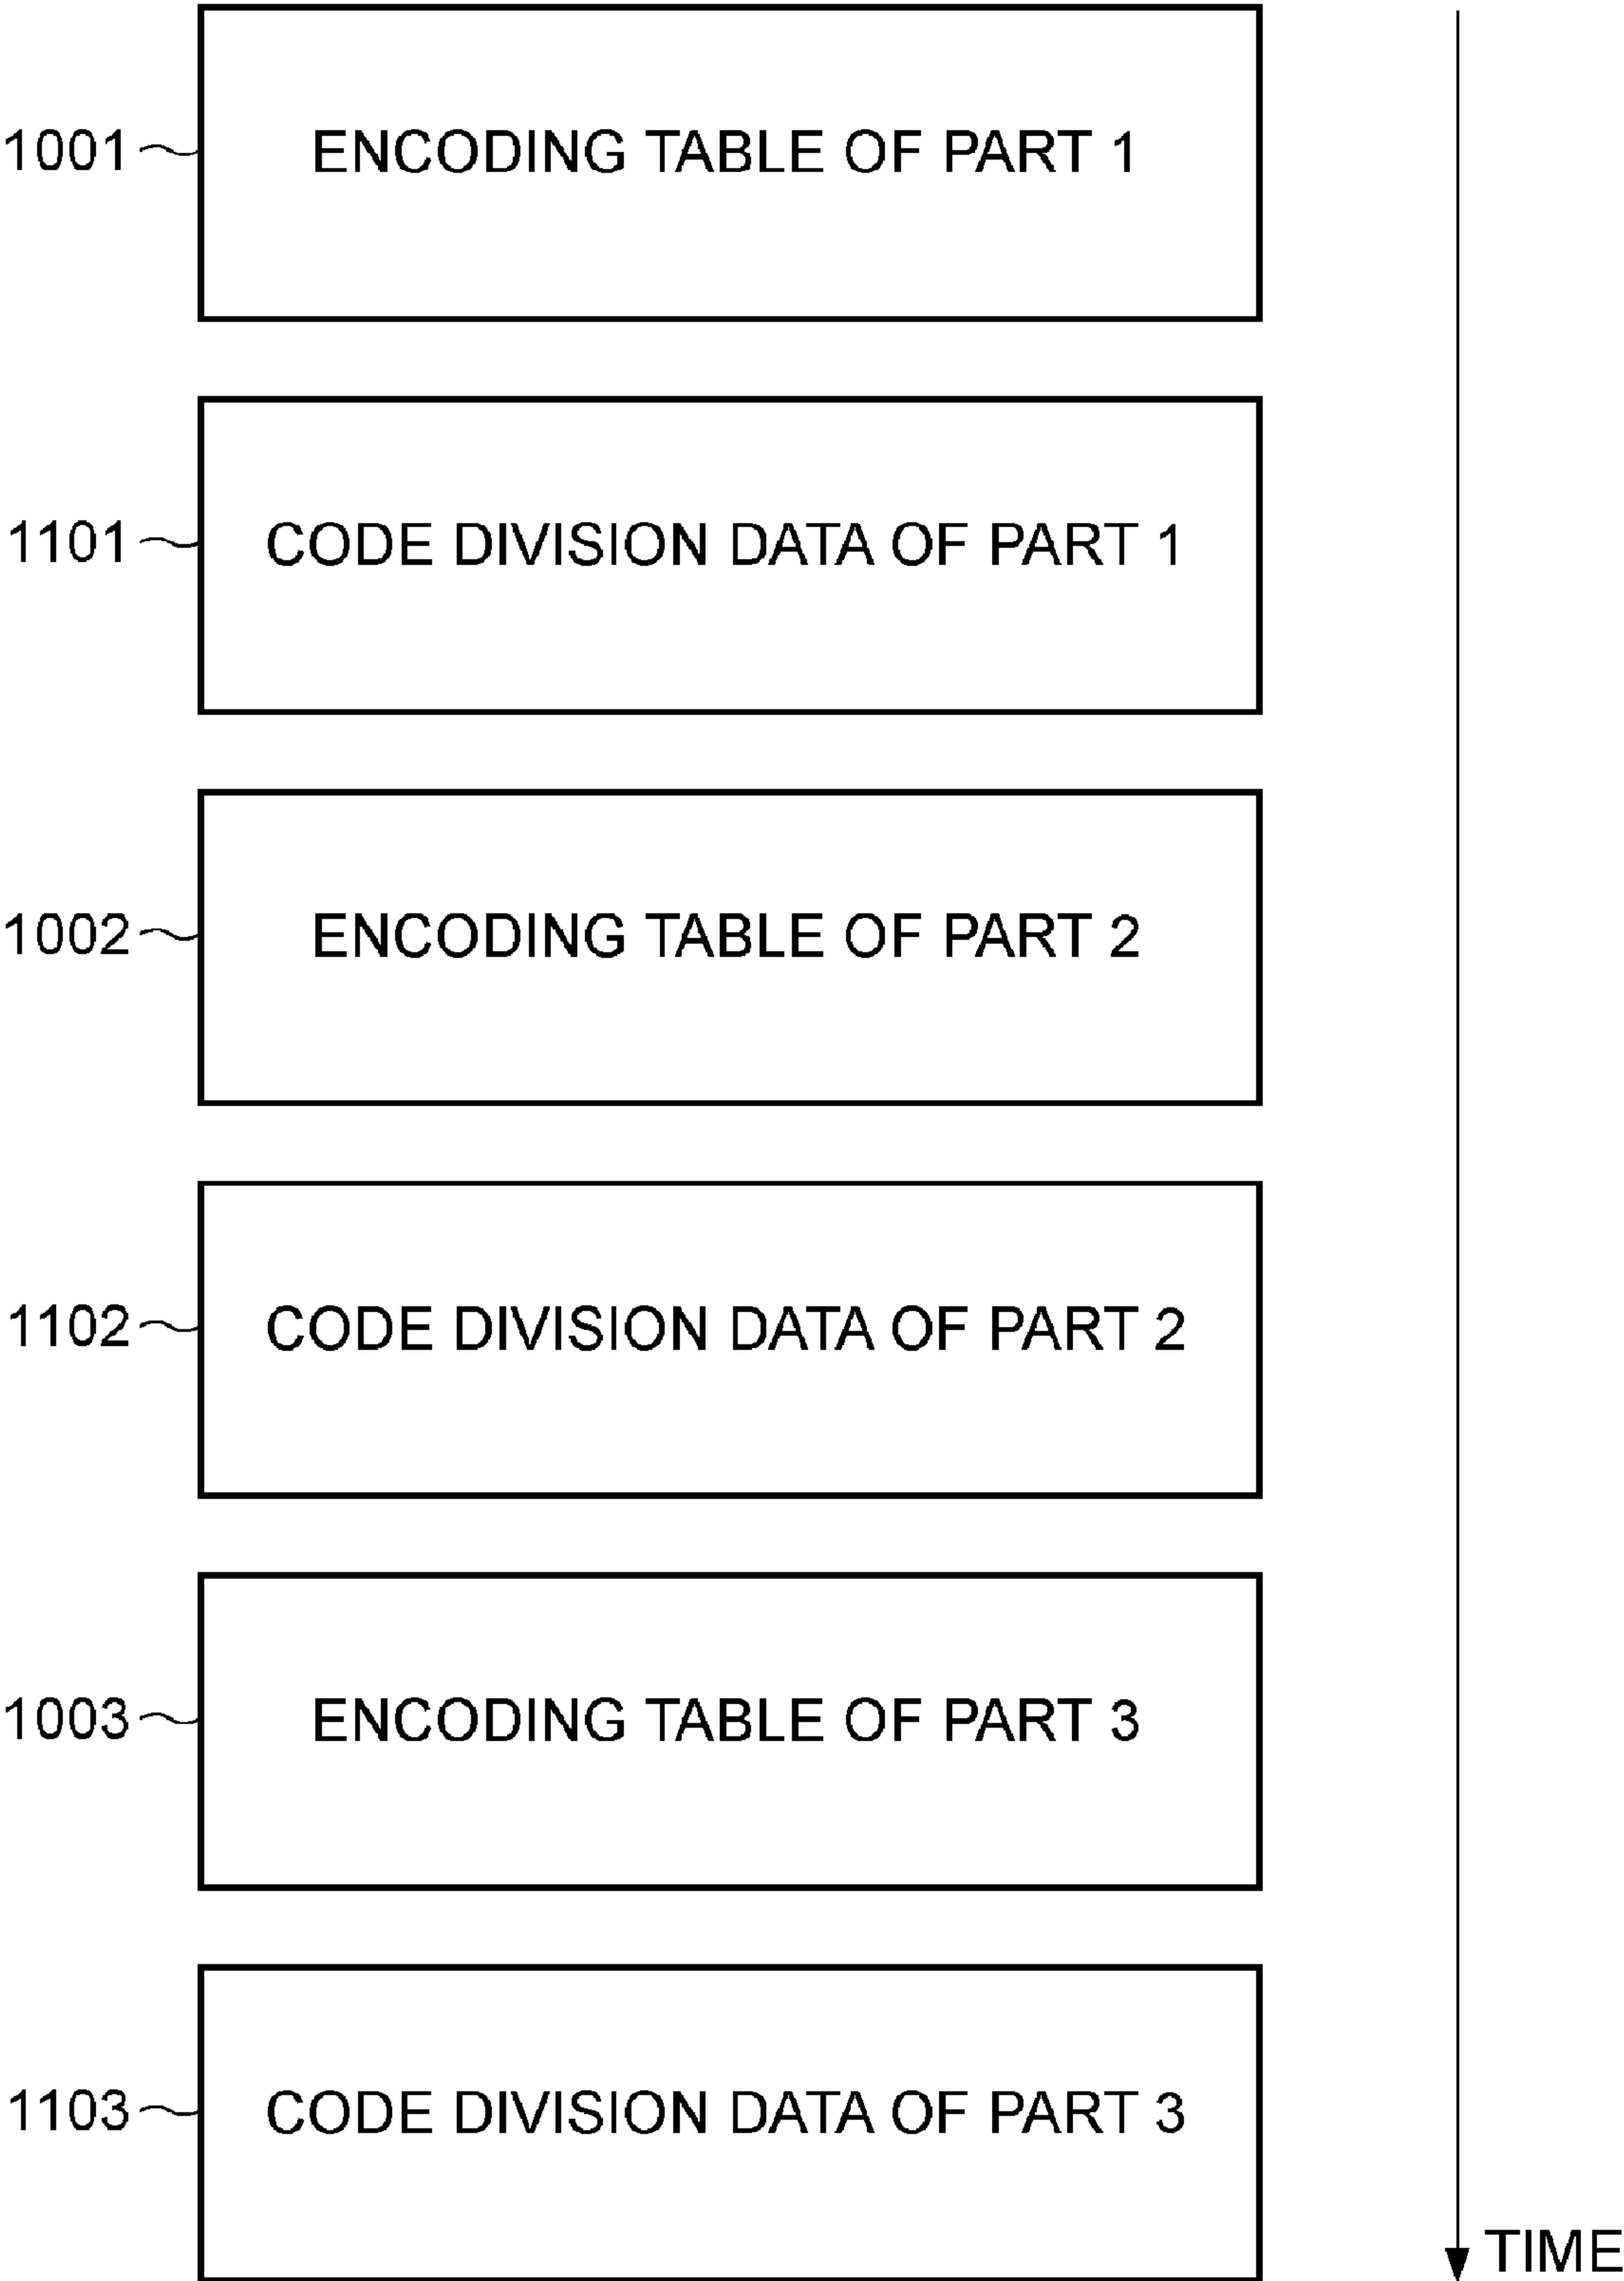 1001 ENCODING TABLE OF PART 1
1101 CODE DIVISION DATA OF PART 1
1002 ENCODING TABLE OF PART 2
1102 CODE DIVISION DATA OF PART 2
1003 ENCODING TABLE OF PART 3
1103 CODE DIVISION DATA OF PART 3
TIME